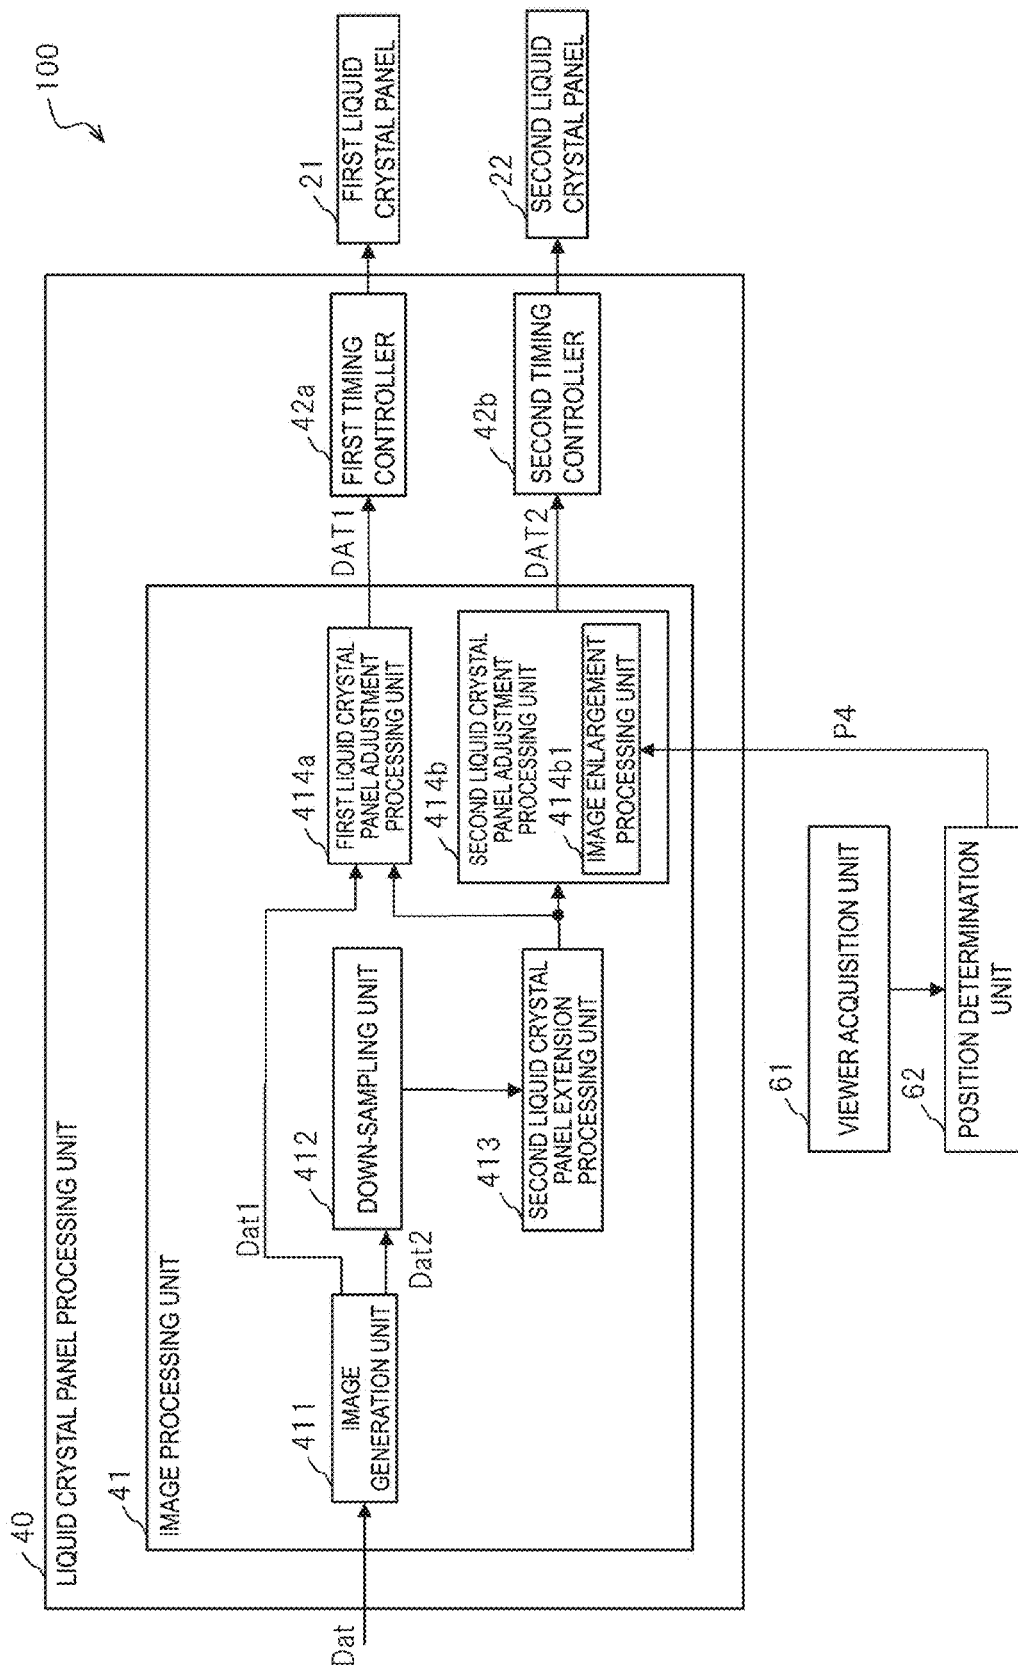 100
40
LIQUID CRYSTAL PANEL PROCESSING UNIT
41
IMAGE PROCESSING UNIT
Dat
411
IMAGE
GENERATION UNIT
Dat1
Dat2
412
DOWN-SAMPLING UNIT
413
SECOND LIQUID CRYSTAL
PANEL EXTENSION
PROCESSING UNIT
414a
FIRST LIQUID CRYSTAL
PANEL ADJUSTMENT
PROCESSING UNIT
414b
SECOND LIQUID CRYSTAL
PANEL ADJUSTMENT
PROCESSING UNIT
414b1
IMAGE ENLARGEMENT
PROCESSING UNIT
DAT1
DAT2
42a
FIRST TIMING
CONTROLLER
42b
SECOND TIMING
CONTROLLER
21
FIRST LIQUID
CRYSTAL PANEL
22
SECOND LIQUID
CRYSTAL PANEL
61
VIEWER ACQUISITION UNIT
62
POSITION DETERMINATION
UNIT
P4